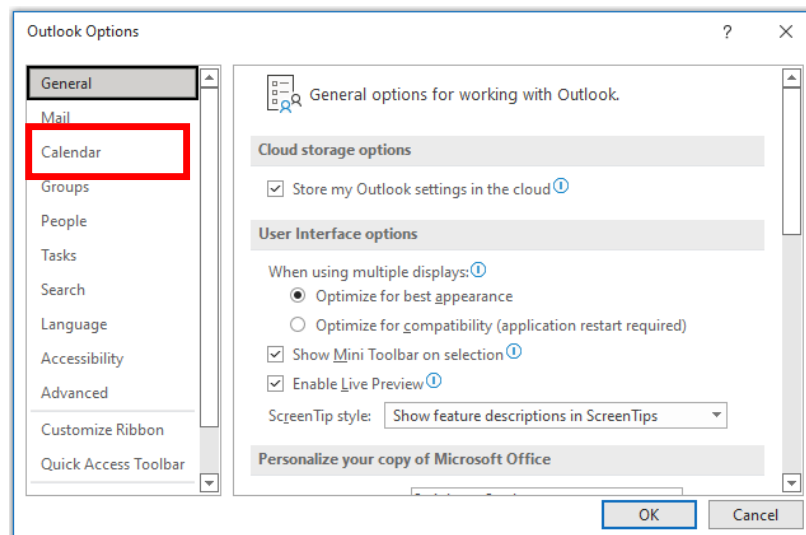 Outlook Options
?
General
Mail
Calendar
Groups
People
Tasks
Search
Language
Accessibility
Advanced
Customize Ribbon
Quick Access Toolbar
General options for working with Outlook.
Cloud storage options
Store my Outlook settings in the cloud
User Interface options
When using multiple displays:
Optimize for best appearance
Optimize for compatibility (application restart required)
Show Mini Toolbar on selection
Enable Live Preview
ScreenTip style: Show feature descriptions in ScreenTips
Personalize your copy of Microsoft Office
OK Cancel